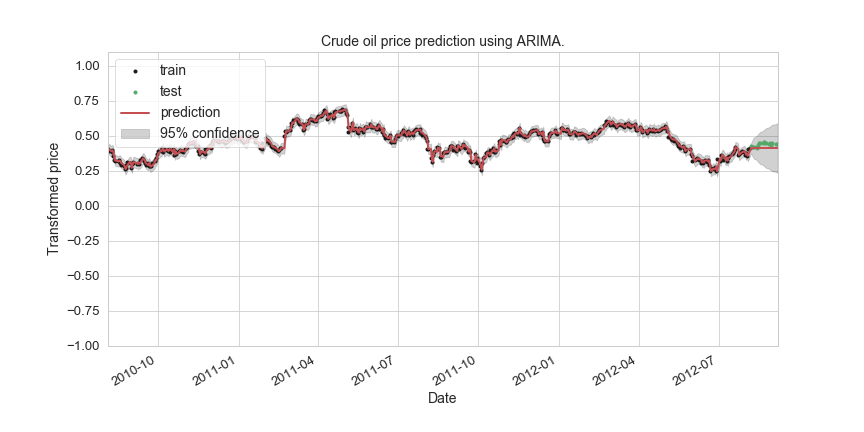 Crude oil price prediction using ARIMA.
train
test
prediction
95% confidence
Transformed price
1.00
0.75
0.50
0.25
0.00
−0.25
−0.50
−0.75
−1.00
2010-10
2011-01
2011-04
2011-07
2011-10
2012-01
2012-04
2012-07
Date